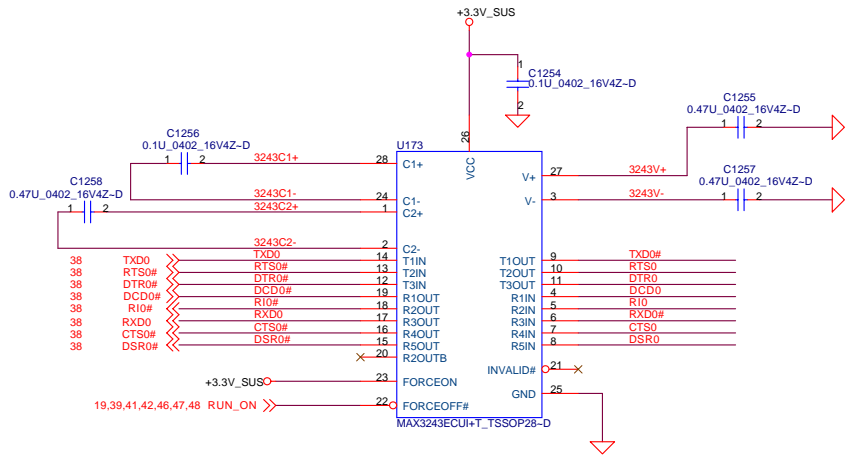 +3.3V_SUS
1
C1254
0.1U_0402_16V4Z~D
2
C1255
0.47U_0402_16V4Z~D
1 2
C1256
0.1U_0402_16V4Z~D
1 2
3243C1+
28
C1+
U173
26
VCC
27
V+
3243V+
C1258
0.47U_0402_16V4Z~D
1 2
3243C1-
24
C1-
3243C2+
1
C2+
3
V-
3243V-
C1257
0.47U_0402_16V4Z~D
1 2
3243C2-
2
C2-
38 TXD0 TXD0 14 T1IN T1OUT 9 TXD0#
38 RTS0# RTS0# 13 T2IN T2OUT 10 RTS0
38 DTR0# DTR0# 12 T3IN T3OUT 11 DTR0
38 DCD0# DCD0# 19 R1OUT R1IN 4 DCD0
38 RI0# RI0# 18 R2OUT R2IN 5 RI0
38 RXD0 RXD0 17 R3OUT R3IN 6 RXD0#
38 CTS0# CTS0# 16 R4OUT R4IN 7 CTS0
38 DSR0# DSR0# 15 R5OUT R5IN 8 DSR0
20 R2OUTB
INVALID# 21
+3.3V_SUS 23 FORCEON
GND 25
19,39,41,42,46,47,48 RUN_ON 22 FORCEOFF#
MAX3243ECUI+T_TSSOP28~D